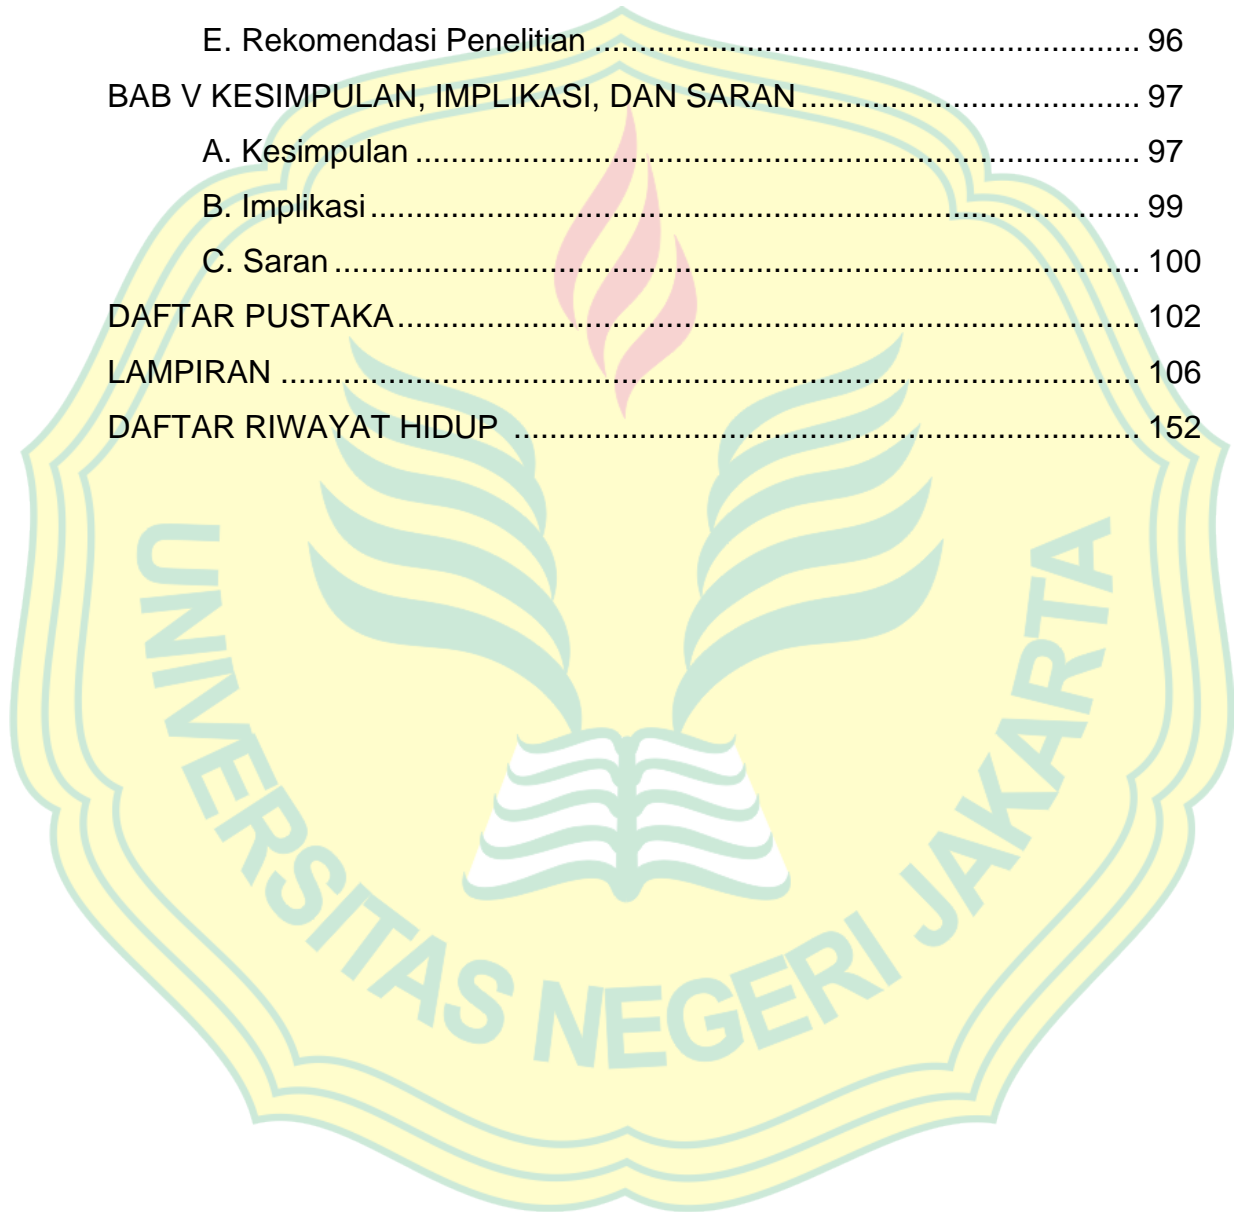 E. Rekomendasi Penelitian ............................................................. 96
BAB V KESIMPULAN, IMPLIKASI, DAN SARAN ...................................... 97
A. Kesimpulan ................................................................................. 97
B. Implikasi ...................................................................................... 99
C. Saran .......................................................................................... 100
DAFTAR PUSTAKA ................................................................................... 102
LAMPIRAN ................................................................................................ 106
DAFTAR RIWAYAT HIDUP ...................................................................... 152
UNIVERSITAS NEGERI JAKARTA